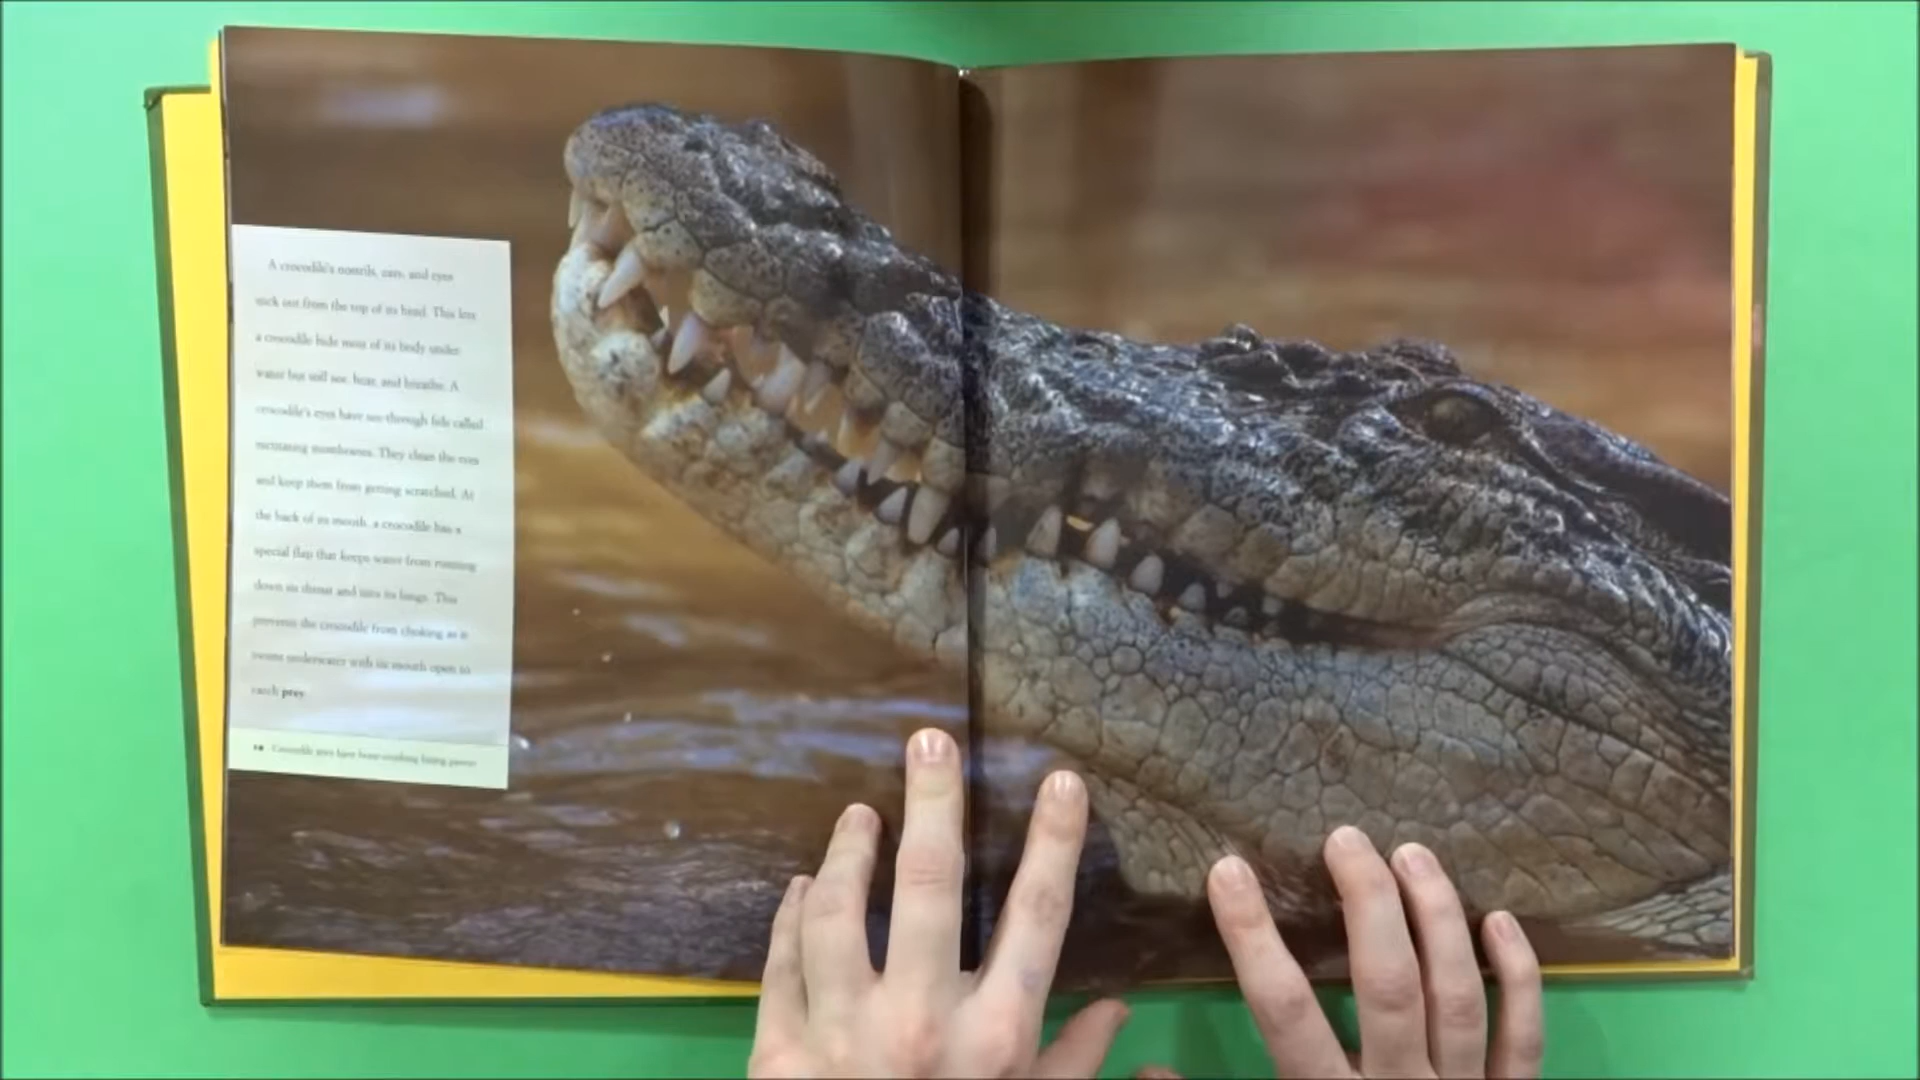 A crocodile's nostrils, ears, and eyes
stick out from the top of its head. This lets
a crocodile hide most of its body under
water but still see, hear, and breathe. A
crocodile's eyes have see-through lids called
nictitating membranes. They clean the eyes
and keep them from getting scratched. At
the back of its mouth, a crocodile has a
special flap that keeps water from running
down its throat and into its lungs. This
prevents the crocodile from choking as it
swims underwater with its mouth open to
catch prey.
10 Crocodile jaws have bone-crushing biting power